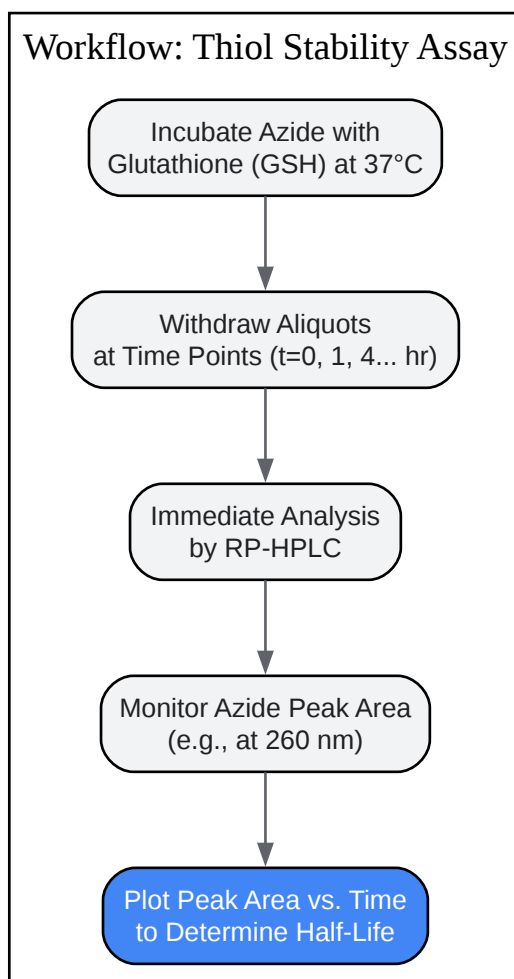 Workflow: Thiol Stability Assay
Incubate Azide with
Glutathione (GSH) at 37°C
Withdraw Aliquots
at Time Points (t=0, 1, 4... hr)
Immediate Analysis
by RP-HPLC
Monitor Azide Peak Area
(e.g., at 260 nm)
Plot Peak Area vs. Time
to Determine Half-Life